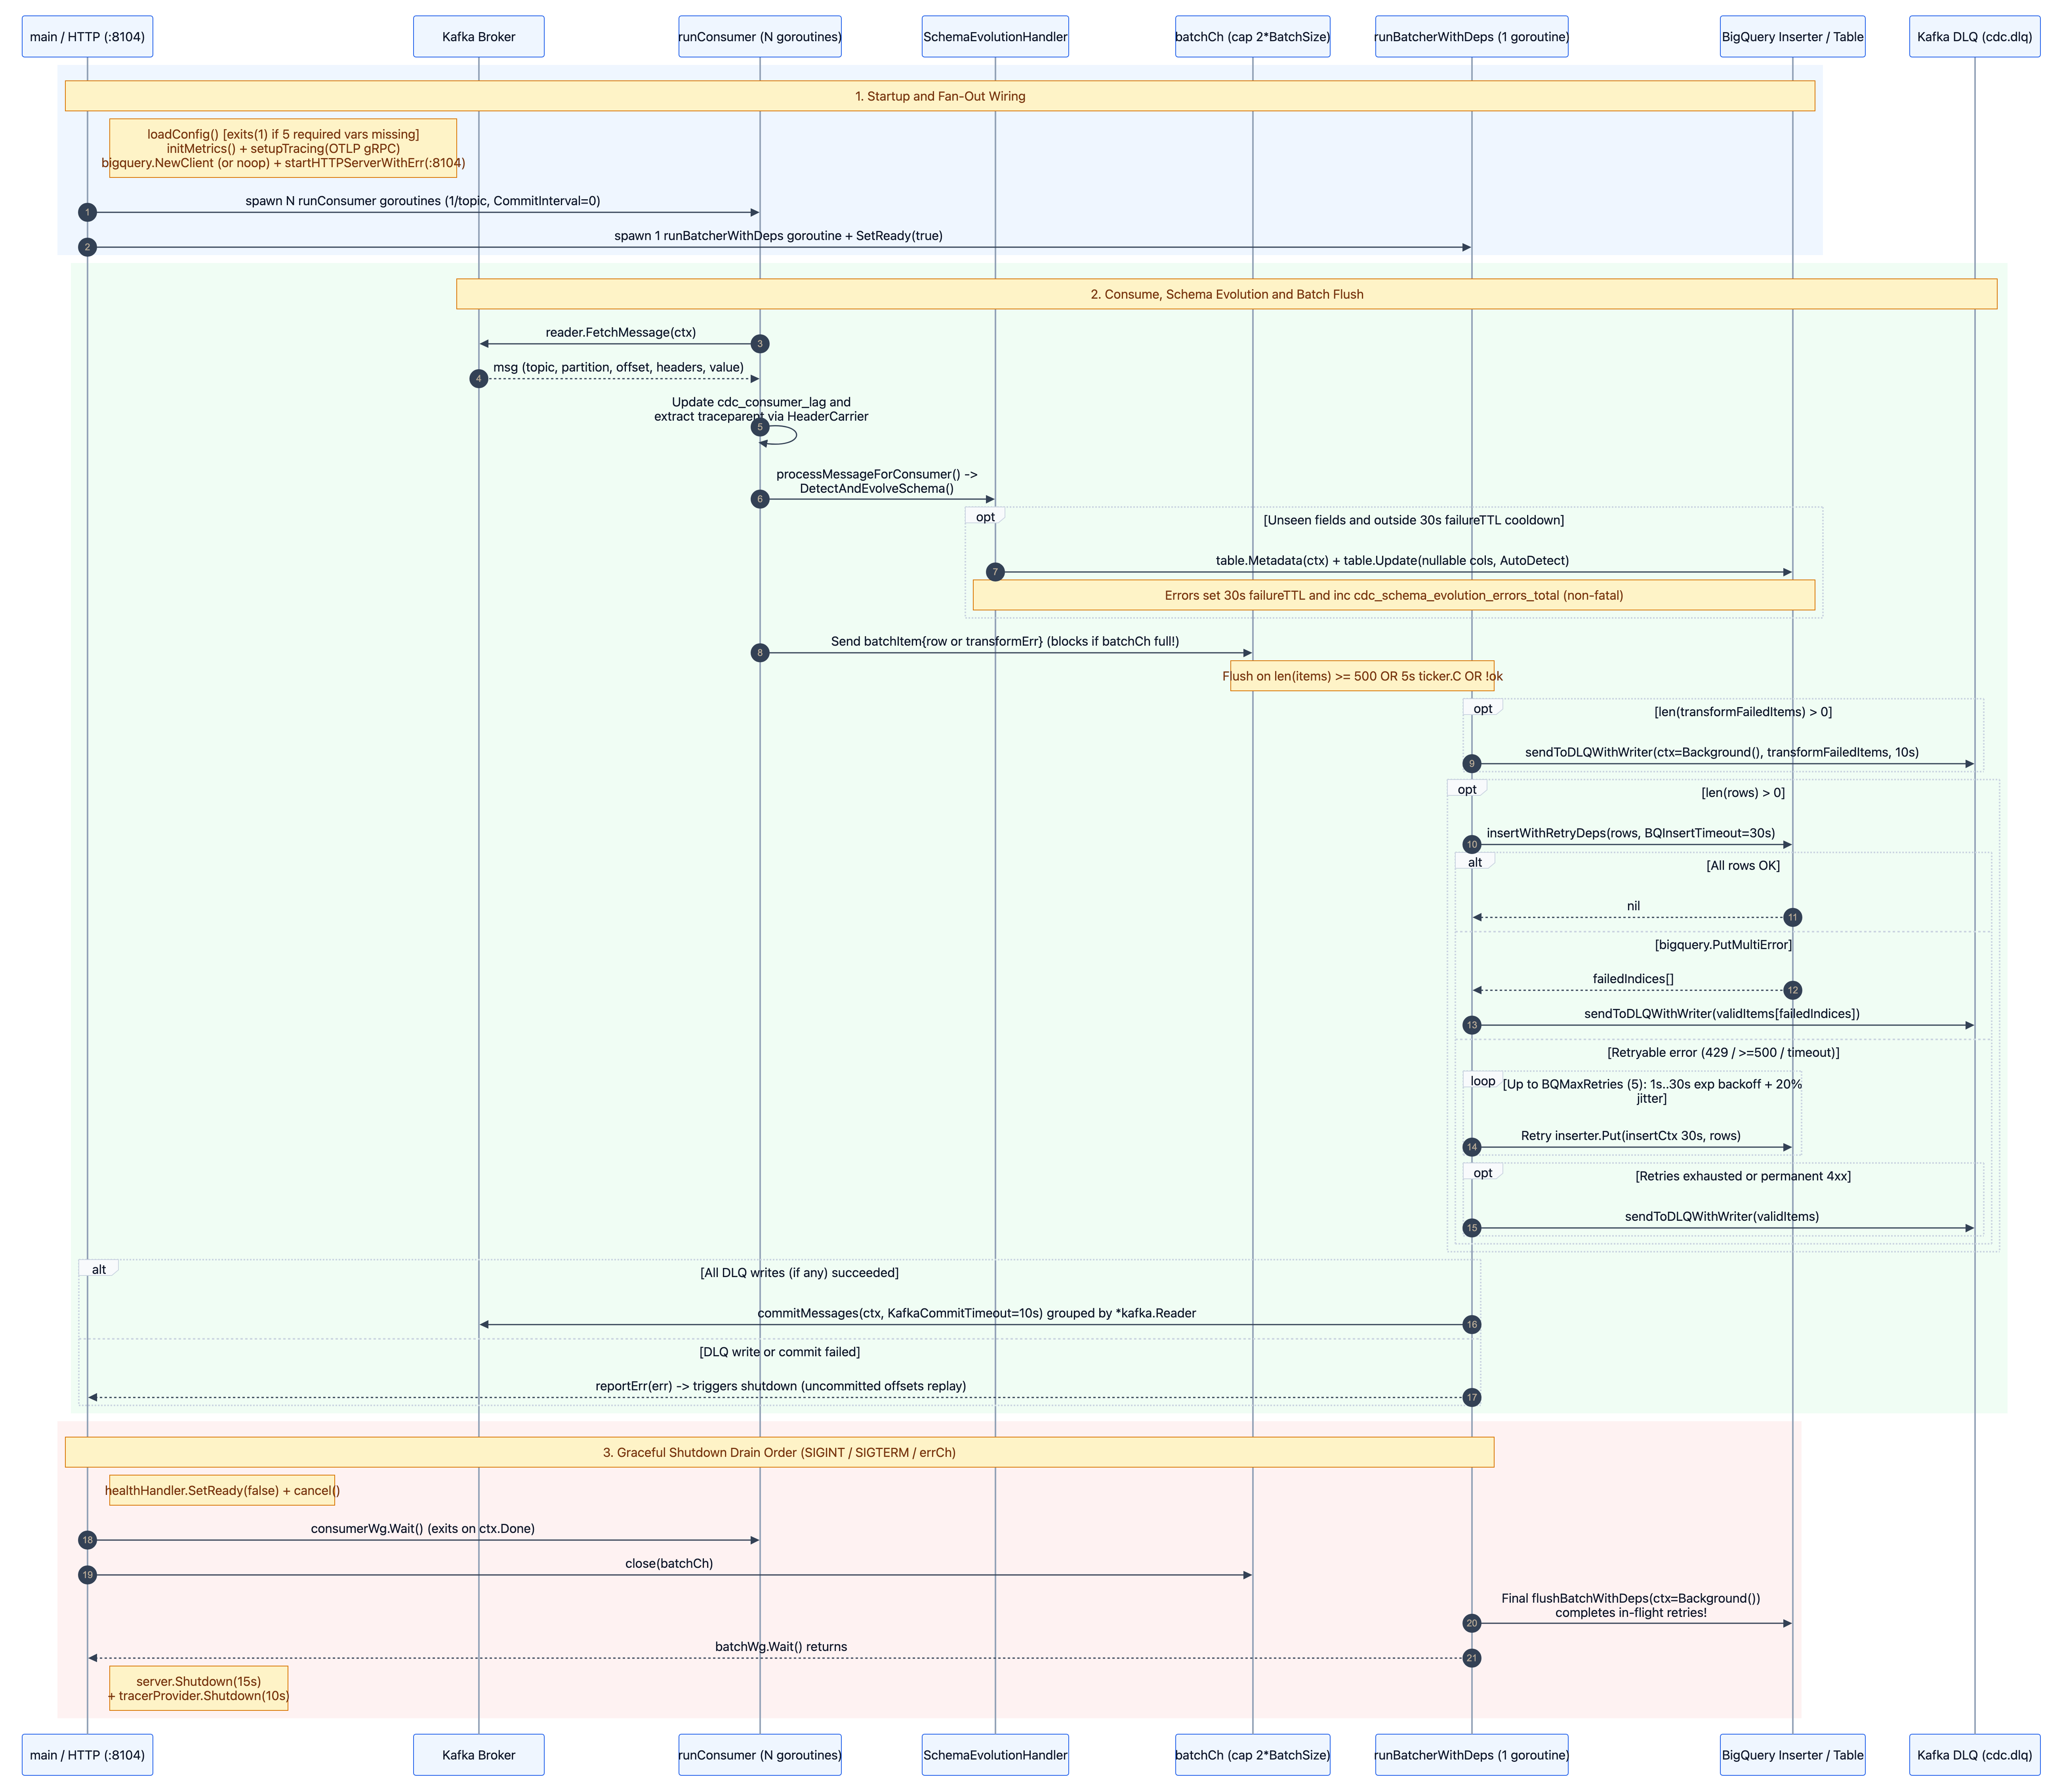 main / HTTP (:8104)
Kafka Broker
runConsumer (N goroutines)
SchemaEvolutionHandler
batchCh (cap 2*BatchSize)
runBatcherWithDeps (1 goroutine)
BigQuery Inserter / Table
Kafka DLQ (cdc.dlq)
1. Startup and Fan-Out Wiring
loadConfig() [exits(1) if 5 required vars missing]
initMetrics() + setupTracing(OTLP gRPC)
bigquery.NewClient (or noop) + startHTTPServerWithErr(:8104)
1
spawn N runConsumer goroutines (1/topic, CommitInterval=0)
2
spawn 1 runBatcherWithDeps goroutine + SetReady(true)
2. Consume, Schema Evolution and Batch Flush
reader.FetchMessage(ctx)
3
msg (topic, partition, offset, headers, value)
4
Update cdc_consumer_lag and
extract traceparent via HeaderCarrier
5
processMessageForConsumer() ->
DetectAndEvolveSchema()
6
opt
[Unseen fields and outside 30s failureTTL cooldown]
table.Metadata(ctx) + table.Update(nullable cols, AutoDetect)
7
Errors set 30s failureTTL and inc cdc_schema_evolution_errors_total (non-fatal)
Send batchItem{row or transformErr} (blocks if batchCh full!)
8
Flush on len(items) >= 500 OR 5s ticker.C OR !ok
opt
[len(transformFailedItems) > 0]
sendToDLQWithWriter(ctx=Background(), transformFailedItems, 10s)
9
opt
[len(rows) > 0]
insertWithRetryDeps(rows, BQInsertTimeout=30s)
10
alt
[All rows OK]
nil
11
[bigquery.PutMultiError]
failedIndices[]
12
sendToDLQWithWriter(validItems[failedIndices])
13
[Retryable error (429 / >=500 / timeout)]
loop
[Up to BQMaxRetries (5): 1s..30s exp backoff + 20%
jitter]
Retry inserter.Put(insertCtx 30s, rows)
14
opt
[Retries exhausted or permanent 4xx]
sendToDLQWithWriter(validItems)
15
alt
[All DLQ writes (if any) succeeded]
commitMessages(ctx, KafkaCommitTimeout=10s) grouped by *kafka.Reader
16
[DLQ write or commit failed]
reportErr(err) -> triggers shutdown (uncommitted offsets replay)
17
3. Graceful Shutdown Drain Order (SIGINT / SIGTERM / errCh)
healthHandler.SetReady(false) + cancel()
consumerWg.Wait() (exits on ctx.Done)
18
close(batchCh)
19
Final flushBatchWithDeps(ctx=Background())
completes in-flight retries!
20
batchWg.Wait() returns
21
server.Shutdown(15s)
+ tracerProvider.Shutdown(10s)
main / HTTP (:8104)
Kafka Broker
runConsumer (N goroutines)
SchemaEvolutionHandler
batchCh (cap 2*BatchSize)
runBatcherWithDeps (1 goroutine)
BigQuery Inserter / Table
Kafka DLQ (cdc.dlq)